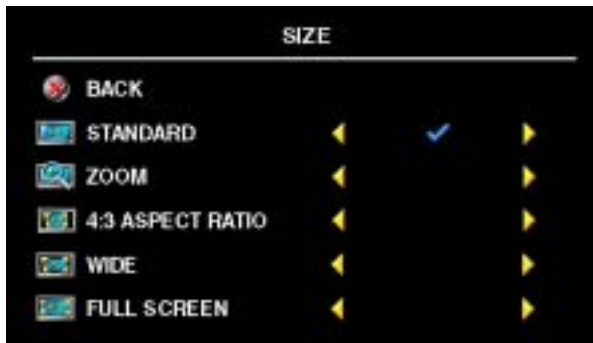 SIZE
BACK
STANDARD
ZOOM
4:3 ASPECT RATIO
WIDE
FULL SCREEN